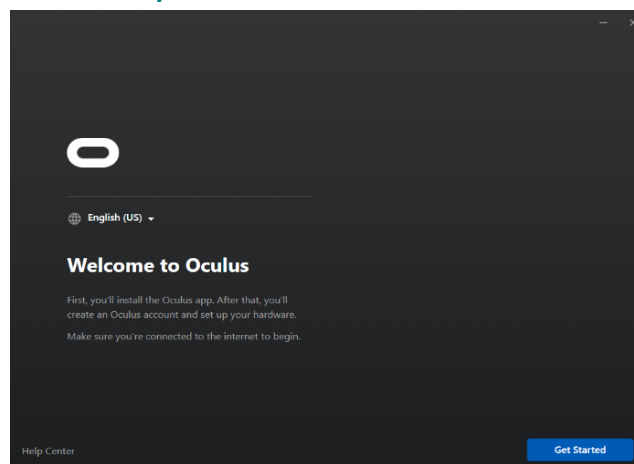 English (US)
Welcome to Oculus
First, you'll install the Oculus app. After that, you'll
create an Oculus account and set up your hardware.
Make sure you're connected to the internet to begin.
Help Center
Get Started